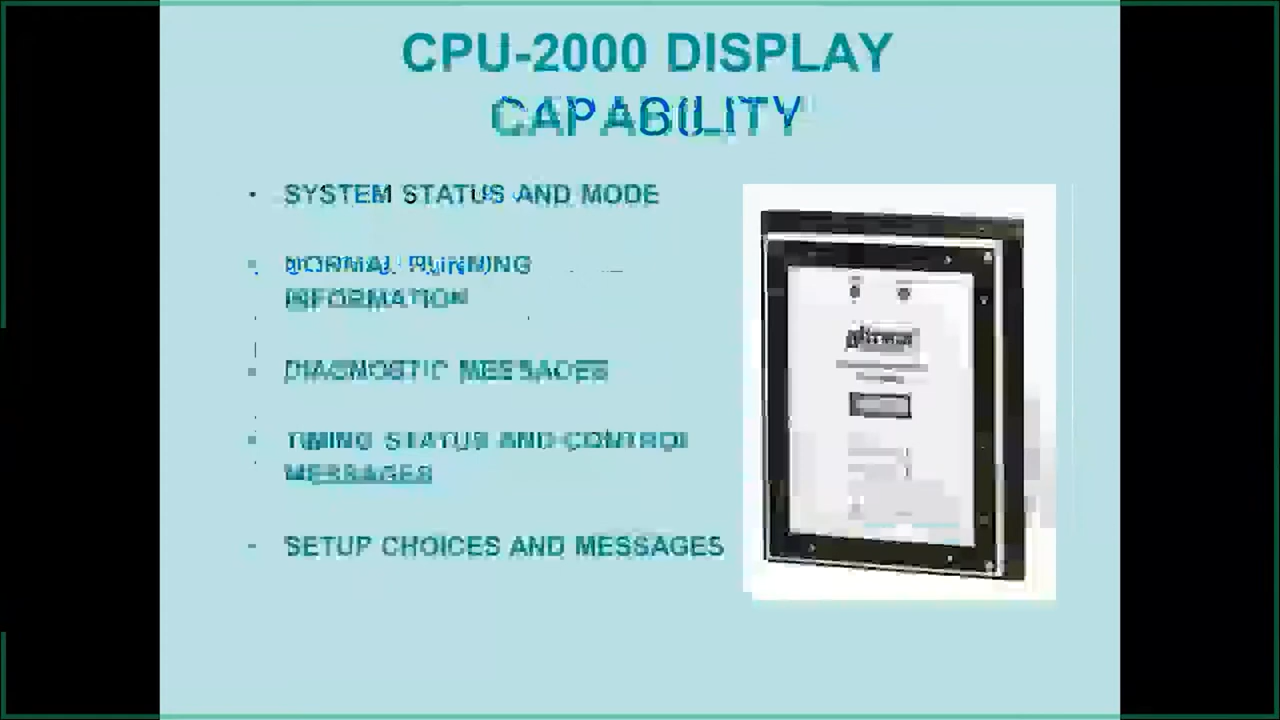 CPU-2000 DISPLAY
CAPABILITY
• SYSTEM STATUS AND MODE
• NORMAL RUNNING
INFORMATION
• DIAGNOSTIC MESSAGES
• TIMING STATUS AND CONTROL
MESSAGES
• SETUP CHOICES AND MESSAGES